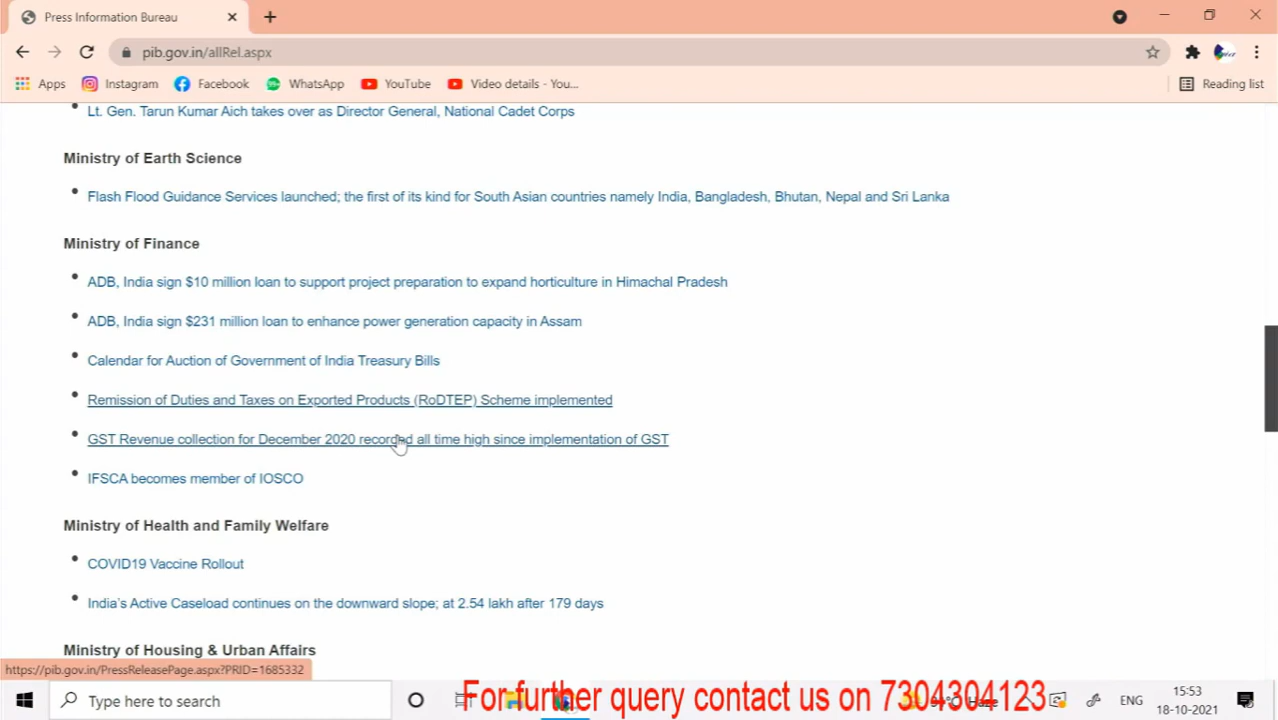 Press Information Bureau
pib.gov.in/allRel.aspx
Apps Instagram Facebook WhatsApp YouTube Video details - You... Reading list
Lt. Gen. Tarun Kumar Aich takes over as Director General, National Cadet Corps
Ministry of Earth Science
Flash Flood Guidance Services launched; the first of its kind for South Asian countries namely India, Bangladesh, Bhutan, Nepal and Sri Lanka
Ministry of Finance
ADB, India sign $10 million loan to support project preparation to expand horticulture in Himachal Pradesh
ADB, India sign $231 million loan to enhance power generation capacity in Assam
Calendar for Auction of Government of India Treasury Bills
Remission of Duties and Taxes on Exported Products (RoDTEP) Scheme implemented
GST Revenue collection for December 2020 recorded all time high since implementation of GST
IFSCA becomes member of IOSCO
Ministry of Health and Family Welfare
COVID19 Vaccine Rollout
India's Active Caseload continues on the downward slope; at 2.54 lakh after 179 days
Ministry of Housing & Urban Affairs
https://pib.gov.in/PressReleasePage.aspx?PRID=1685332
Type here to search
For further query contact us on 7304304123
ENG
15:53
18-10-2021